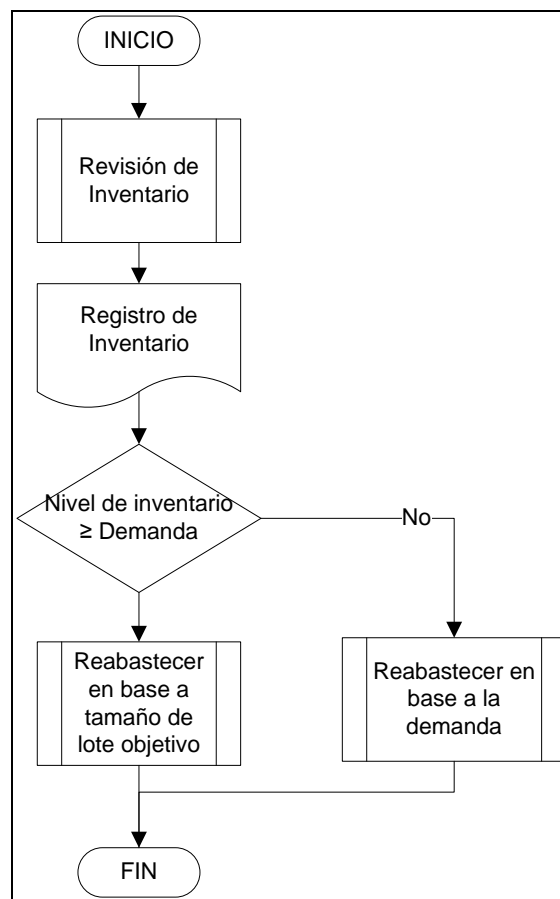 INICIO
Revisión de
Inventario
Registro de
Inventario
Nivel de inventario
≥ Demanda
No
Reabastecer
en base a
tamaño de
lote objetivo
Reabastecer en
base a la
demanda
FIN